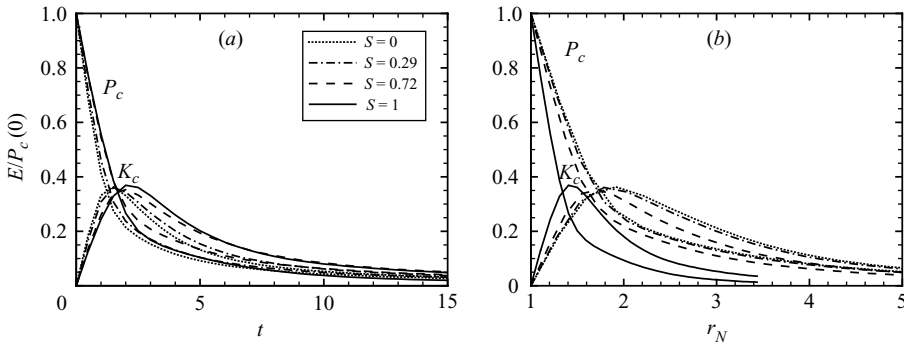 1.0
0.8
0.6
0.4
0.2
0
5
10
15
E/P_c(0)
t
(a)
P_c
K_c
S = 0
S = 0.29
S = 0.72
S = 1
1.0
0.8
0.6
0.4
0.2
0
1
2
3
4
5
r_N
(b)
P_c
K_c